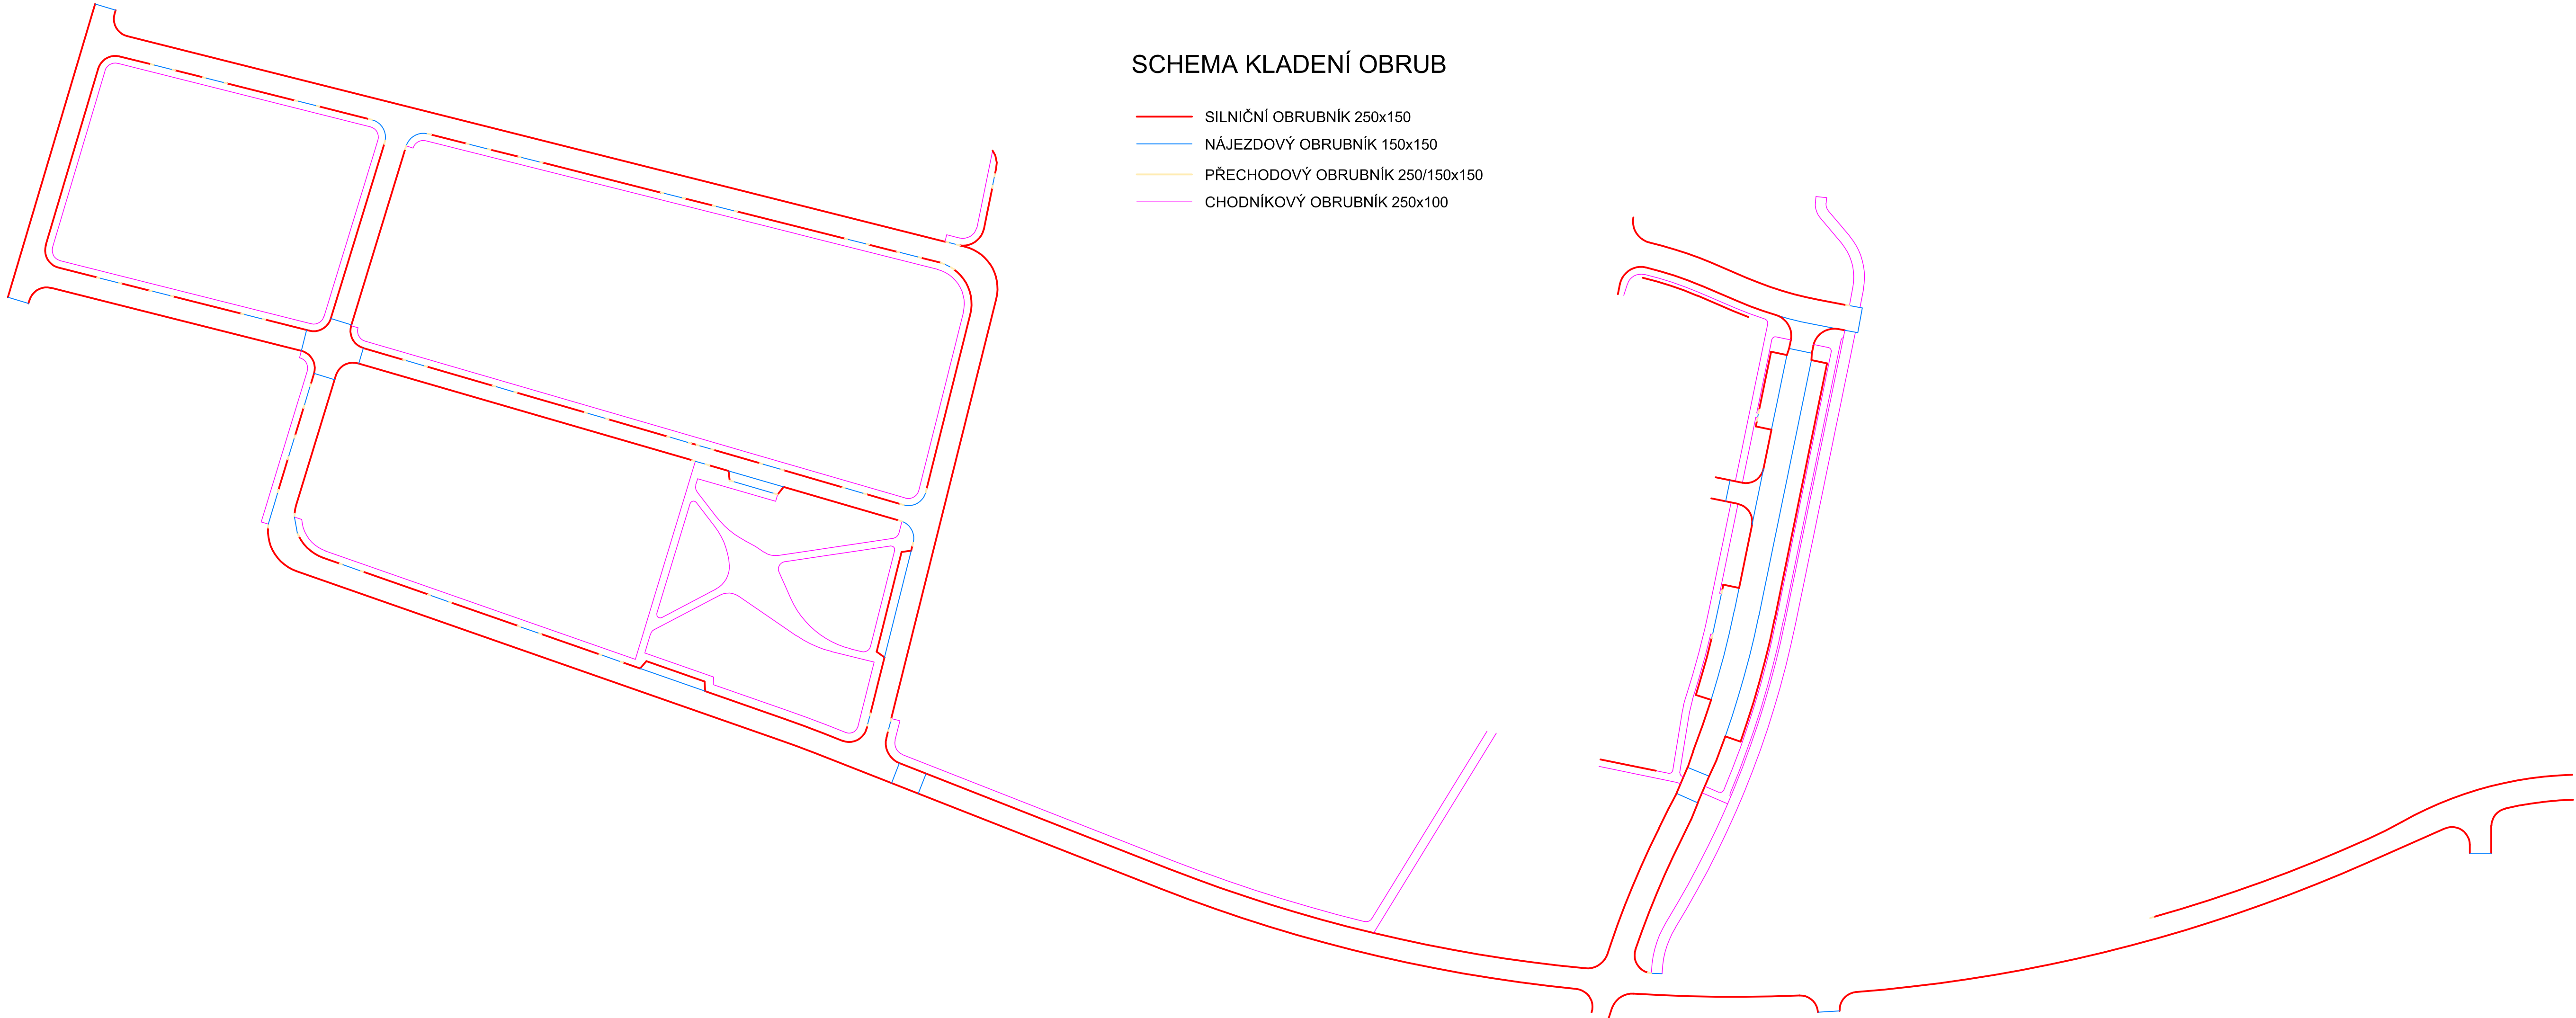 SCHEMA KLADENÍ OBRUB
SILNIČNÍ OBRUBNÍK 250x150
NÁJEZDOVÝ OBRUBNÍK 150x150
PŘECHODOVÝ OBRUBNÍK 250/150x150
CHODNÍKOVÝ OBRUBNÍK 250x100